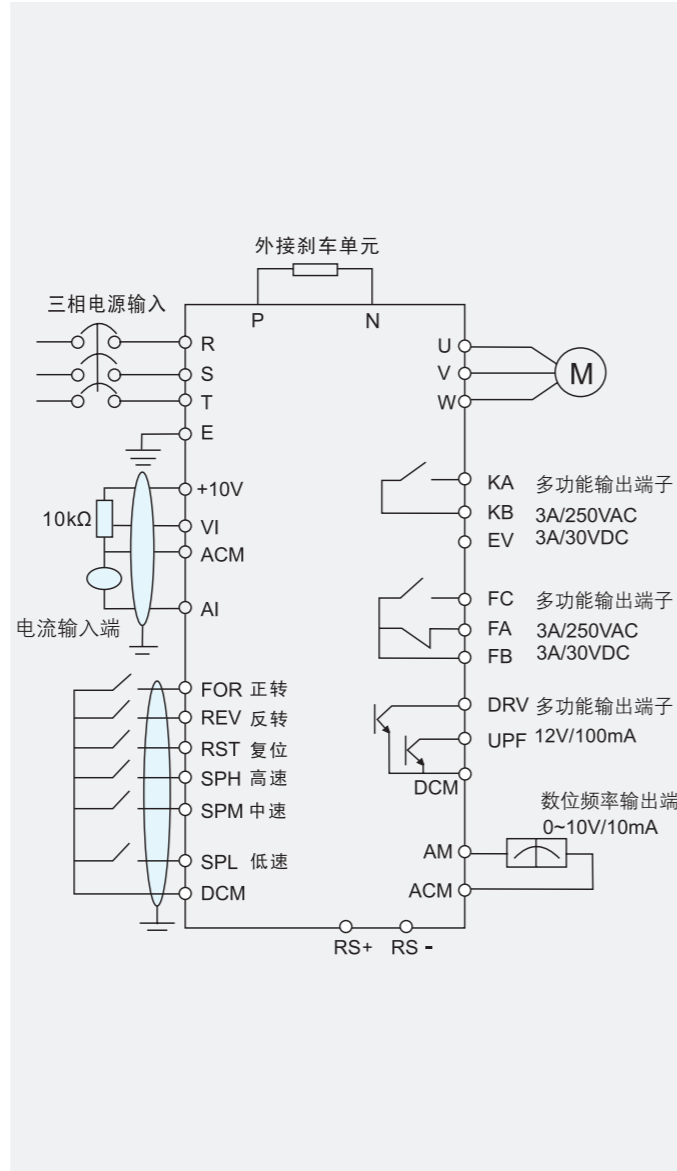 外接刹车单元
三相电源输入
P
N
R
S
T
E
+10V
10kΩ
VI
ACM
AI
电流输入端
FOR 正转
REV 反转
RST 复位
SPH 高速
SPM 中速
SPL 低速
DCM
U
V
W
M
KA 多功能输出端子
KB 3A/250VAC
EV 3A/30VDC
FC 多功能输出端子
FA 3A/250VAC
FB 3A/30VDC
DRV 多功能输出端子
UPF 12V/100mA
DCM
数位频率输出端
0~10V/10mA
AM
ACM
RS+ RS -